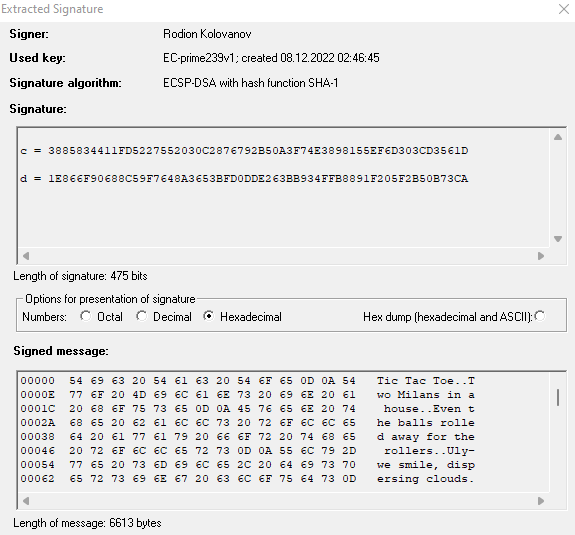 Extracted Signature
Signer: Rodion Kolovanov
Used key: EC-prime239v1; created 08.12.2022 02:46:45
Signature algorithm: ECSP-DSA with hash function SHA-1
Signature:
c = 3885834411FD5227552030C2876792B50A3F74E3898155EF6D303CD3561D
d = 1E866F90688C59F7648A3653BFD0DDE263BB934FFB8891F205F2B50B73CA
Length of signature: 475 bits
Options for presentation of signature
Numbers: Octal Decimal Hexadecimal Hex dump (hexadecimal and ASCII):
Signed message:
00000 54 69 63 20 54 61 63 20 54 6F 65 0D 0A 54 Tic Tac Toe..T
0000E 77 6F 20 4D 69 6C 61 6E 73 20 69 6E 20 61 wo Milans in a
0001C 20 68 6F 75 73 65 0D 0A 45 76 65 6E 20 74 house..Even t
0002A 68 65 20 62 61 6C 6C 73 20 72 6F 6C 6C 65 he balls rolle
00038 64 20 61 77 61 79 20 66 6F 72 20 74 68 65 d away for the
00046 20 72 6F 6C 6C 65 72 73 0D 0A 55 6C 79 2D rollers..Uly-
00054 77 65 20 73 6D 69 6C 65 2C 20 64 69 73 70 we smile, disp
00062 65 72 73 69 6E 67 20 63 6C 6F 75 64 73 0D ersing clouds.
Length of message: 6613 bytes